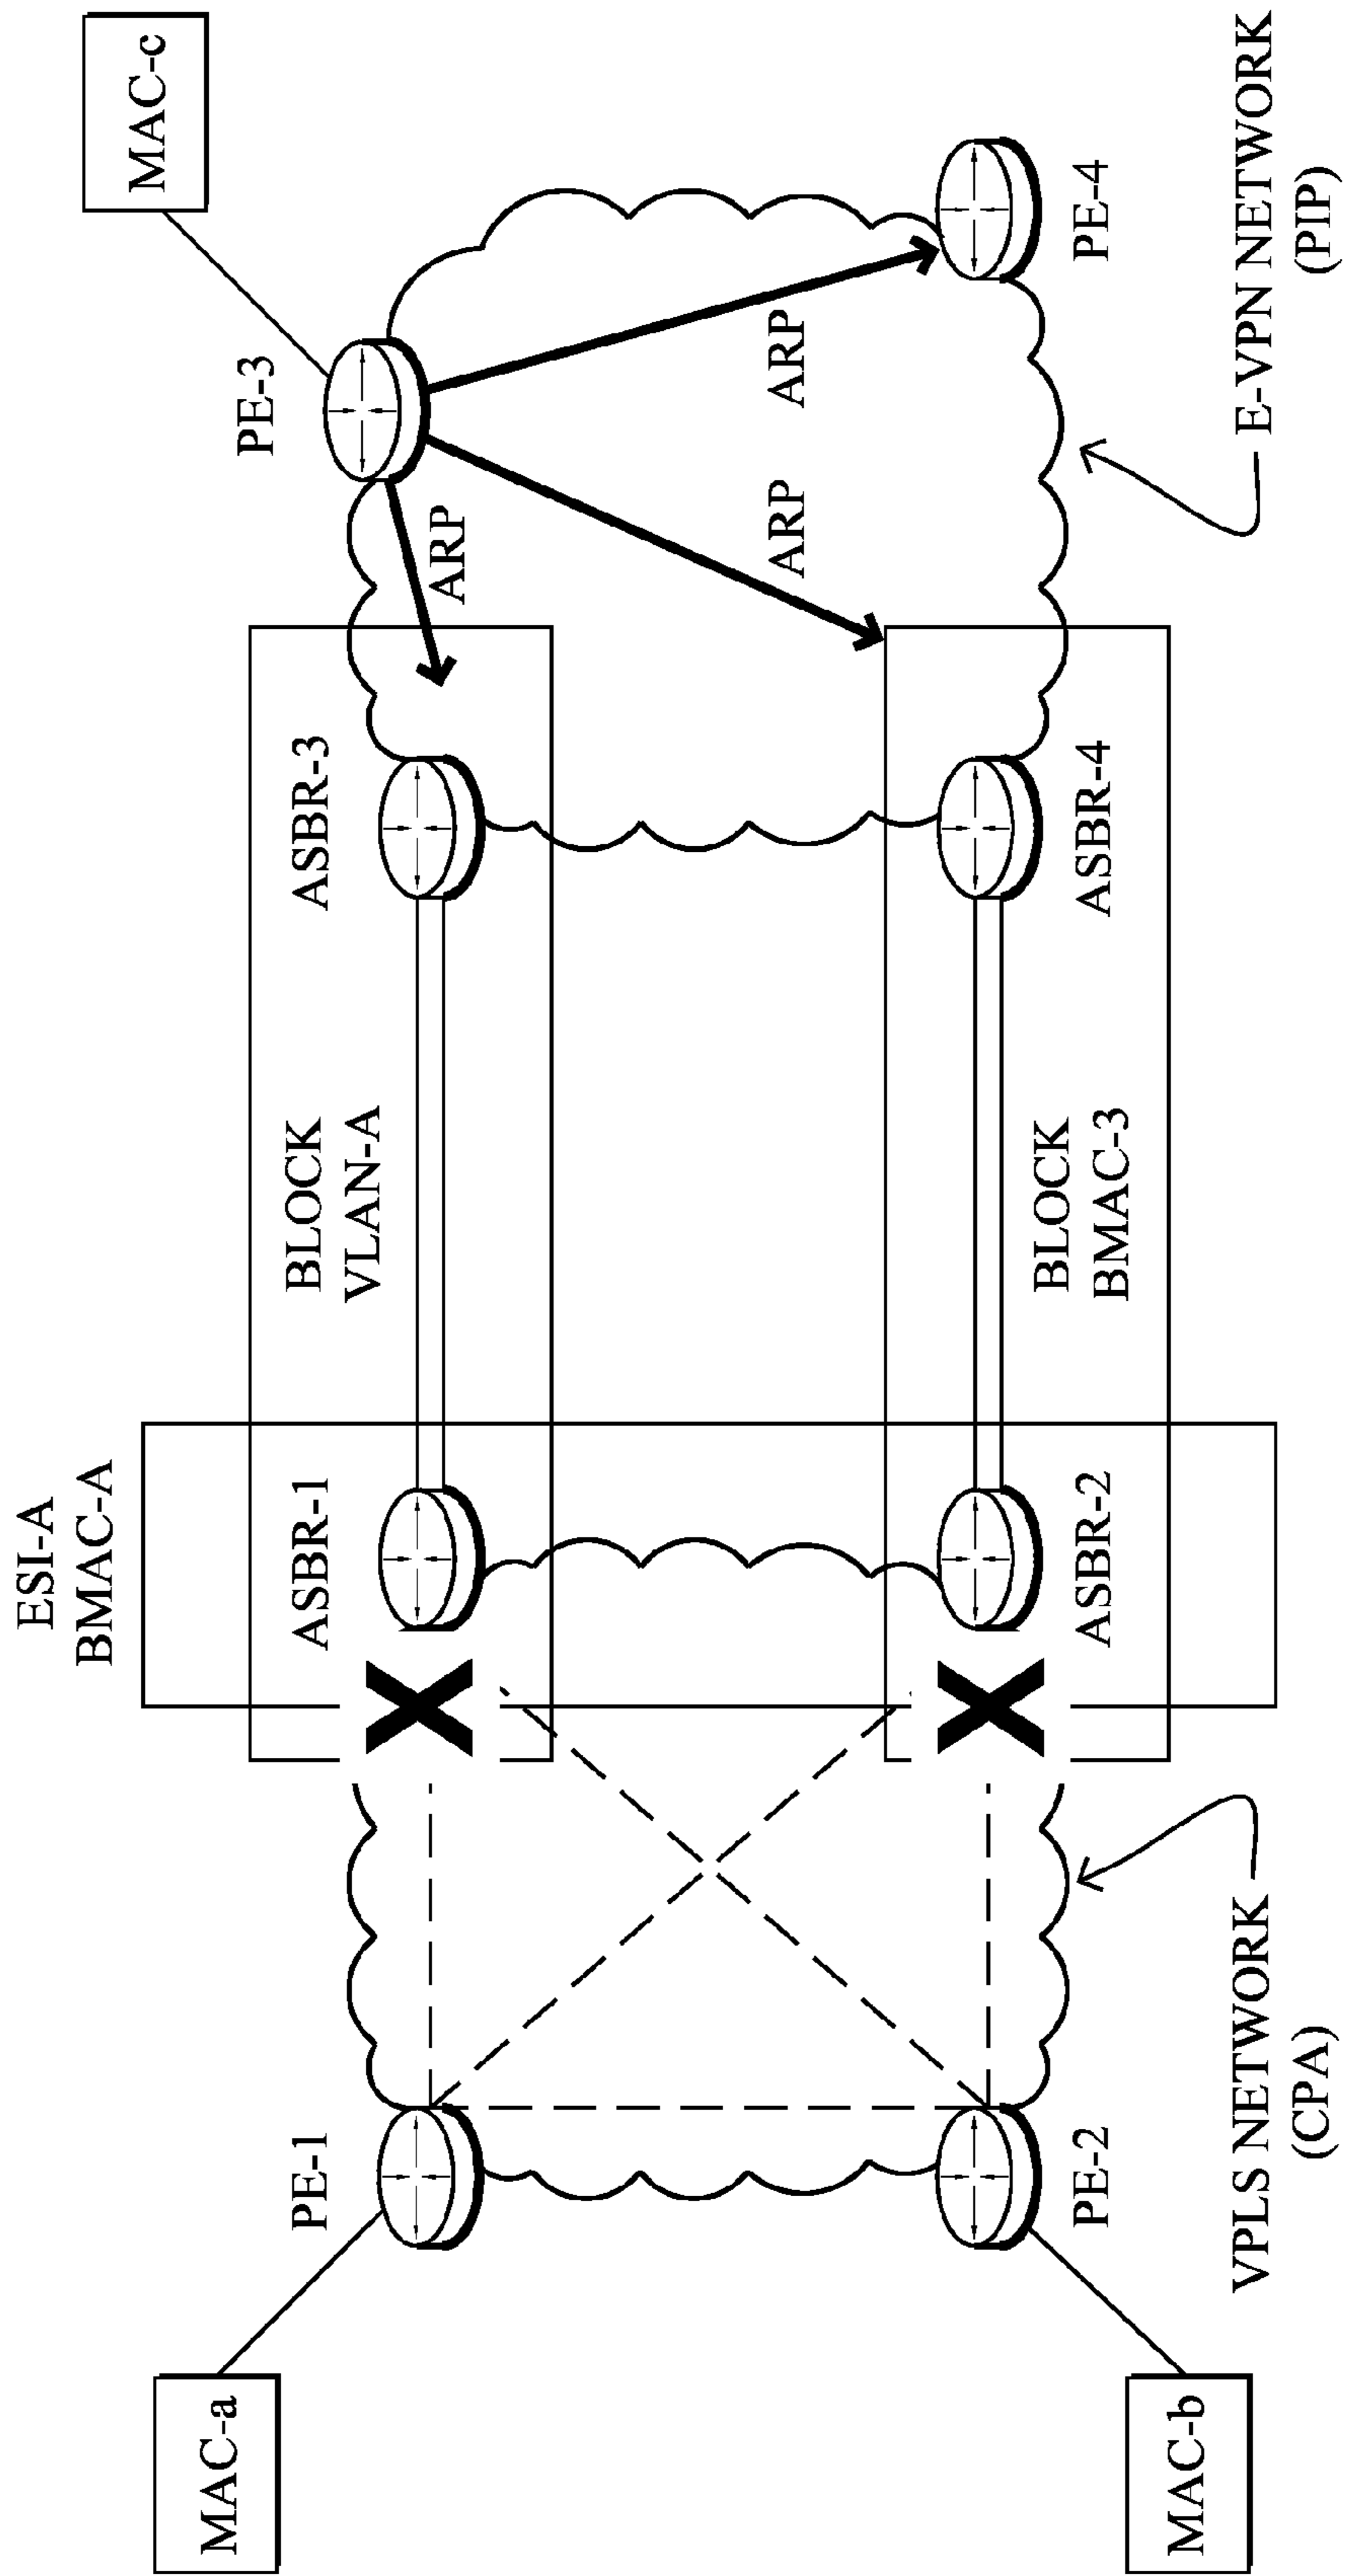 ESI-A
BMAC-A
MAC-a
PE-1
ASBR-1
BLOCK
VLAN-A
ASBR-3
ARP
PE-3
MAC-c
ARP
ARP
MAC-b
PE-2
ASBR-2
BLOCK
BMAC-3
ASBR-4
PE-4
VPLS NETWORK
(CPA)
E-VPN NETWORK
(PIP)